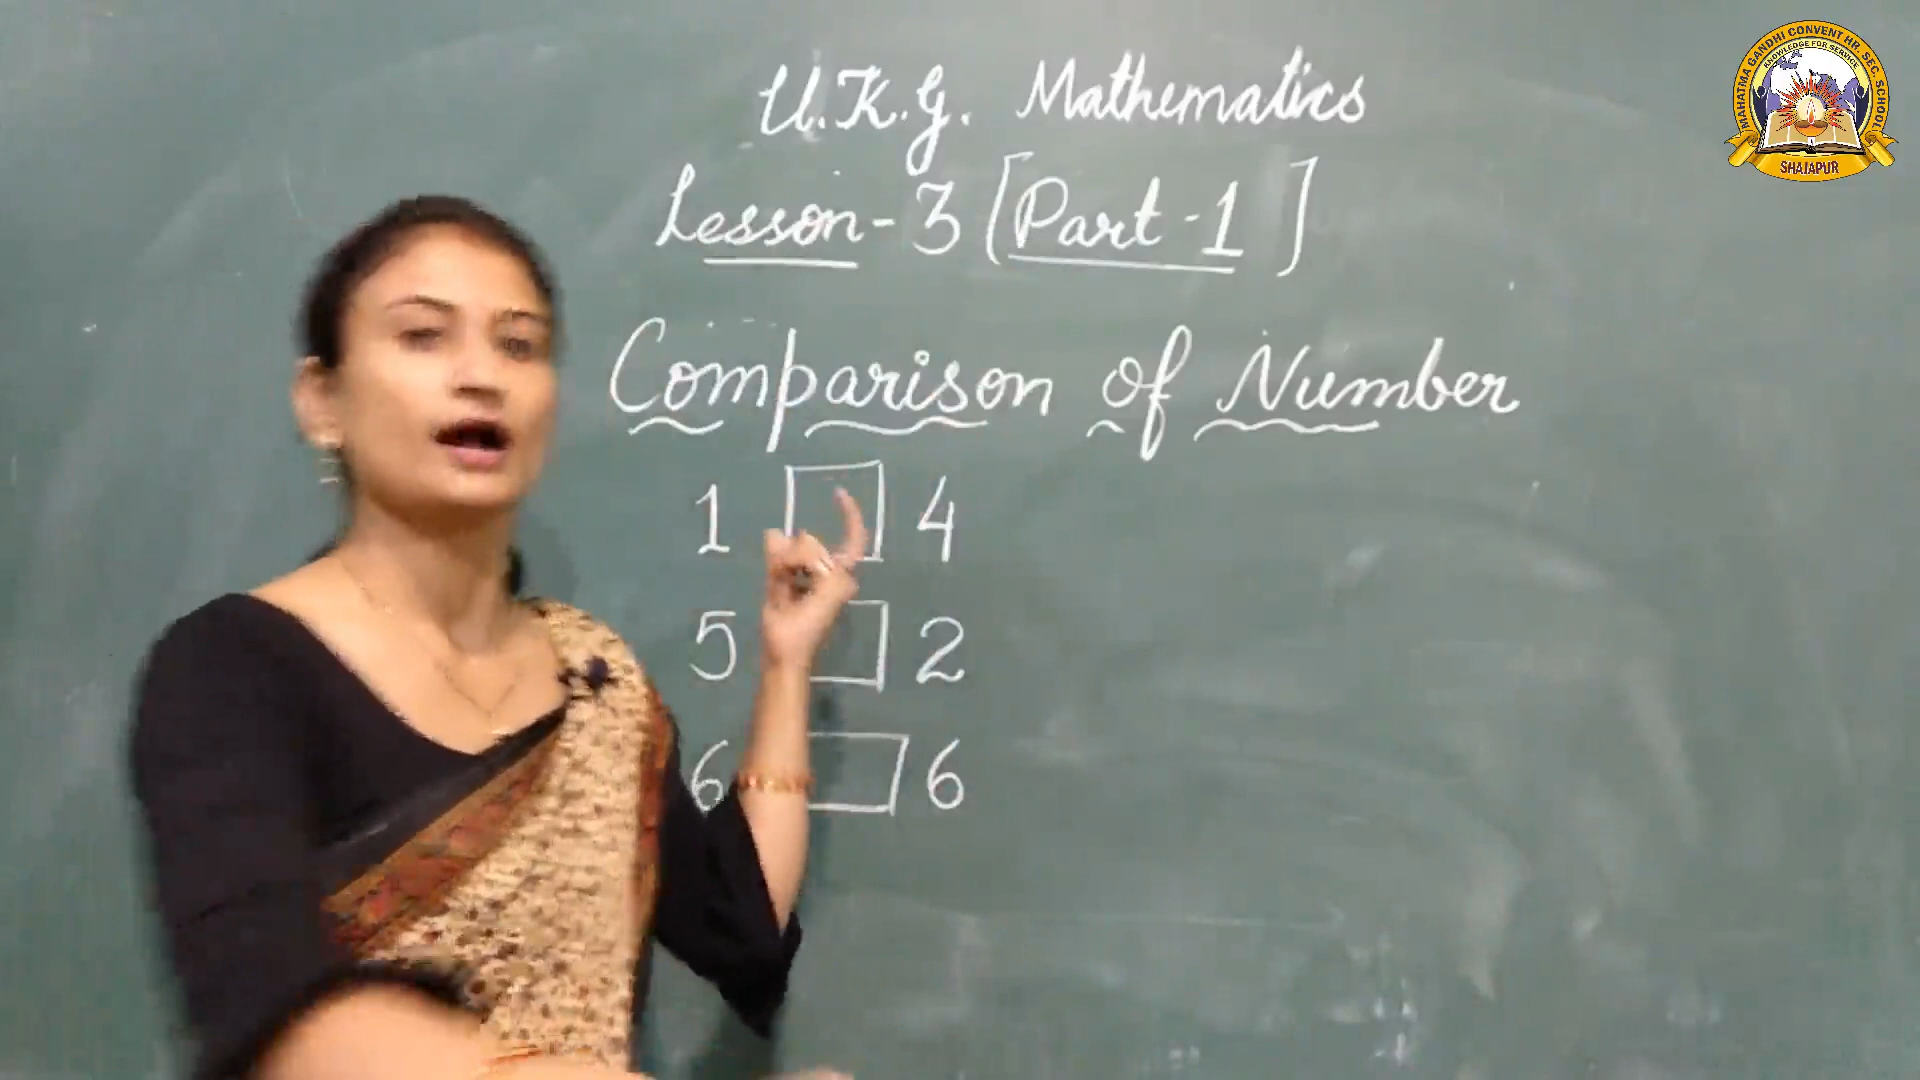 U.K.G. Mathematics
Lesson - 3 [Part - 1]
Comparison of Number
1 4
5 2
6 6
MAHATMA GANDHI CONVENT HR. SEC. SCHOOL
KNOWLEDGE FOR SERVICE
SHAJAPUR